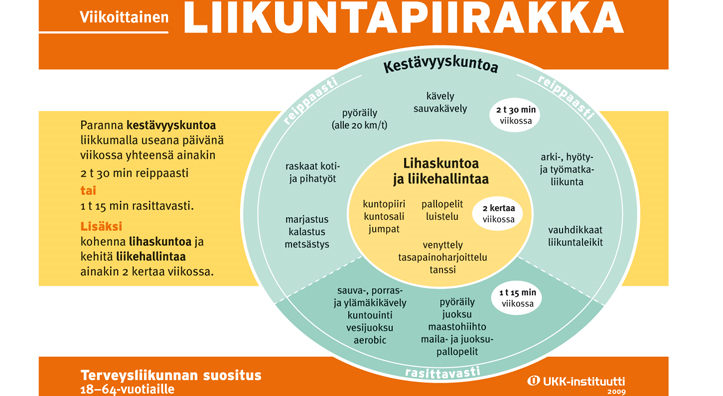 Viikoittainen LIIKUNTAPIIRAKKA
Paranna kestävyyskuntoa
liikkumalla useana päivänä
viikossa yhteensä ainakin
2 t 30 min reippaasti
tai
1 t 15 min rasittavasti.
Lisäksi
kohenna lihaskuntoa ja
kehitä liikehallintaa
ainakin 2 kertaa viikossa.
Kestävyyskuntoa
reippaasti
reippaasti
kävely
sauvakävely
pyöräily
(alle 20 km/t)
2 t 30 min
viikossa
raskaat koti-
ja pihatyöt
arki-, hyöty-
ja työmatka-
liikunta
marjastus
kalastus
metsästys
vauhdikkaat
liikuntaleikit
Lihaskuntoa
ja liikehallintaa
kuntopiiri
kuntosali
jumpat
pallopelit
luistelu
2 kertaa
viikossa
venyttely
tasapainoharjoittelu
tanssi
sauva-, porras-
ja ylämäkikävely
kuntouinti
vesijuoksu
aerobic
pyöräily
juoksu
maastohiihto
maila- ja juoksu-
pallopelit
1 t 15 min
viikossa
rasittavasti
Terveysliikunnan suositus
18–64-vuotiaille
UKK-instituutti
2009